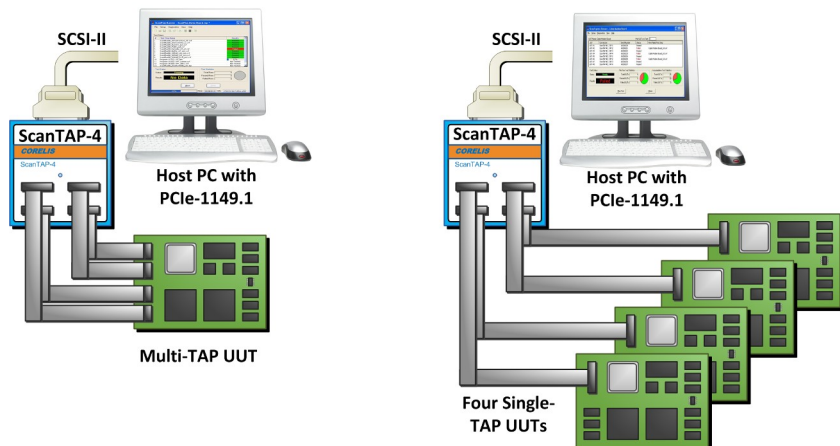 SCSI-II
ScanTAP-4
CORELIS
ScanTAP-4
Host PC with
PCIe-1149.1
Multi-TAP UUT
SCSI-II
ScanTAP-4
CORELIS
ScanTAP-4
Host PC with
PCIe-1149.1
Four Single-
TAP UUTs